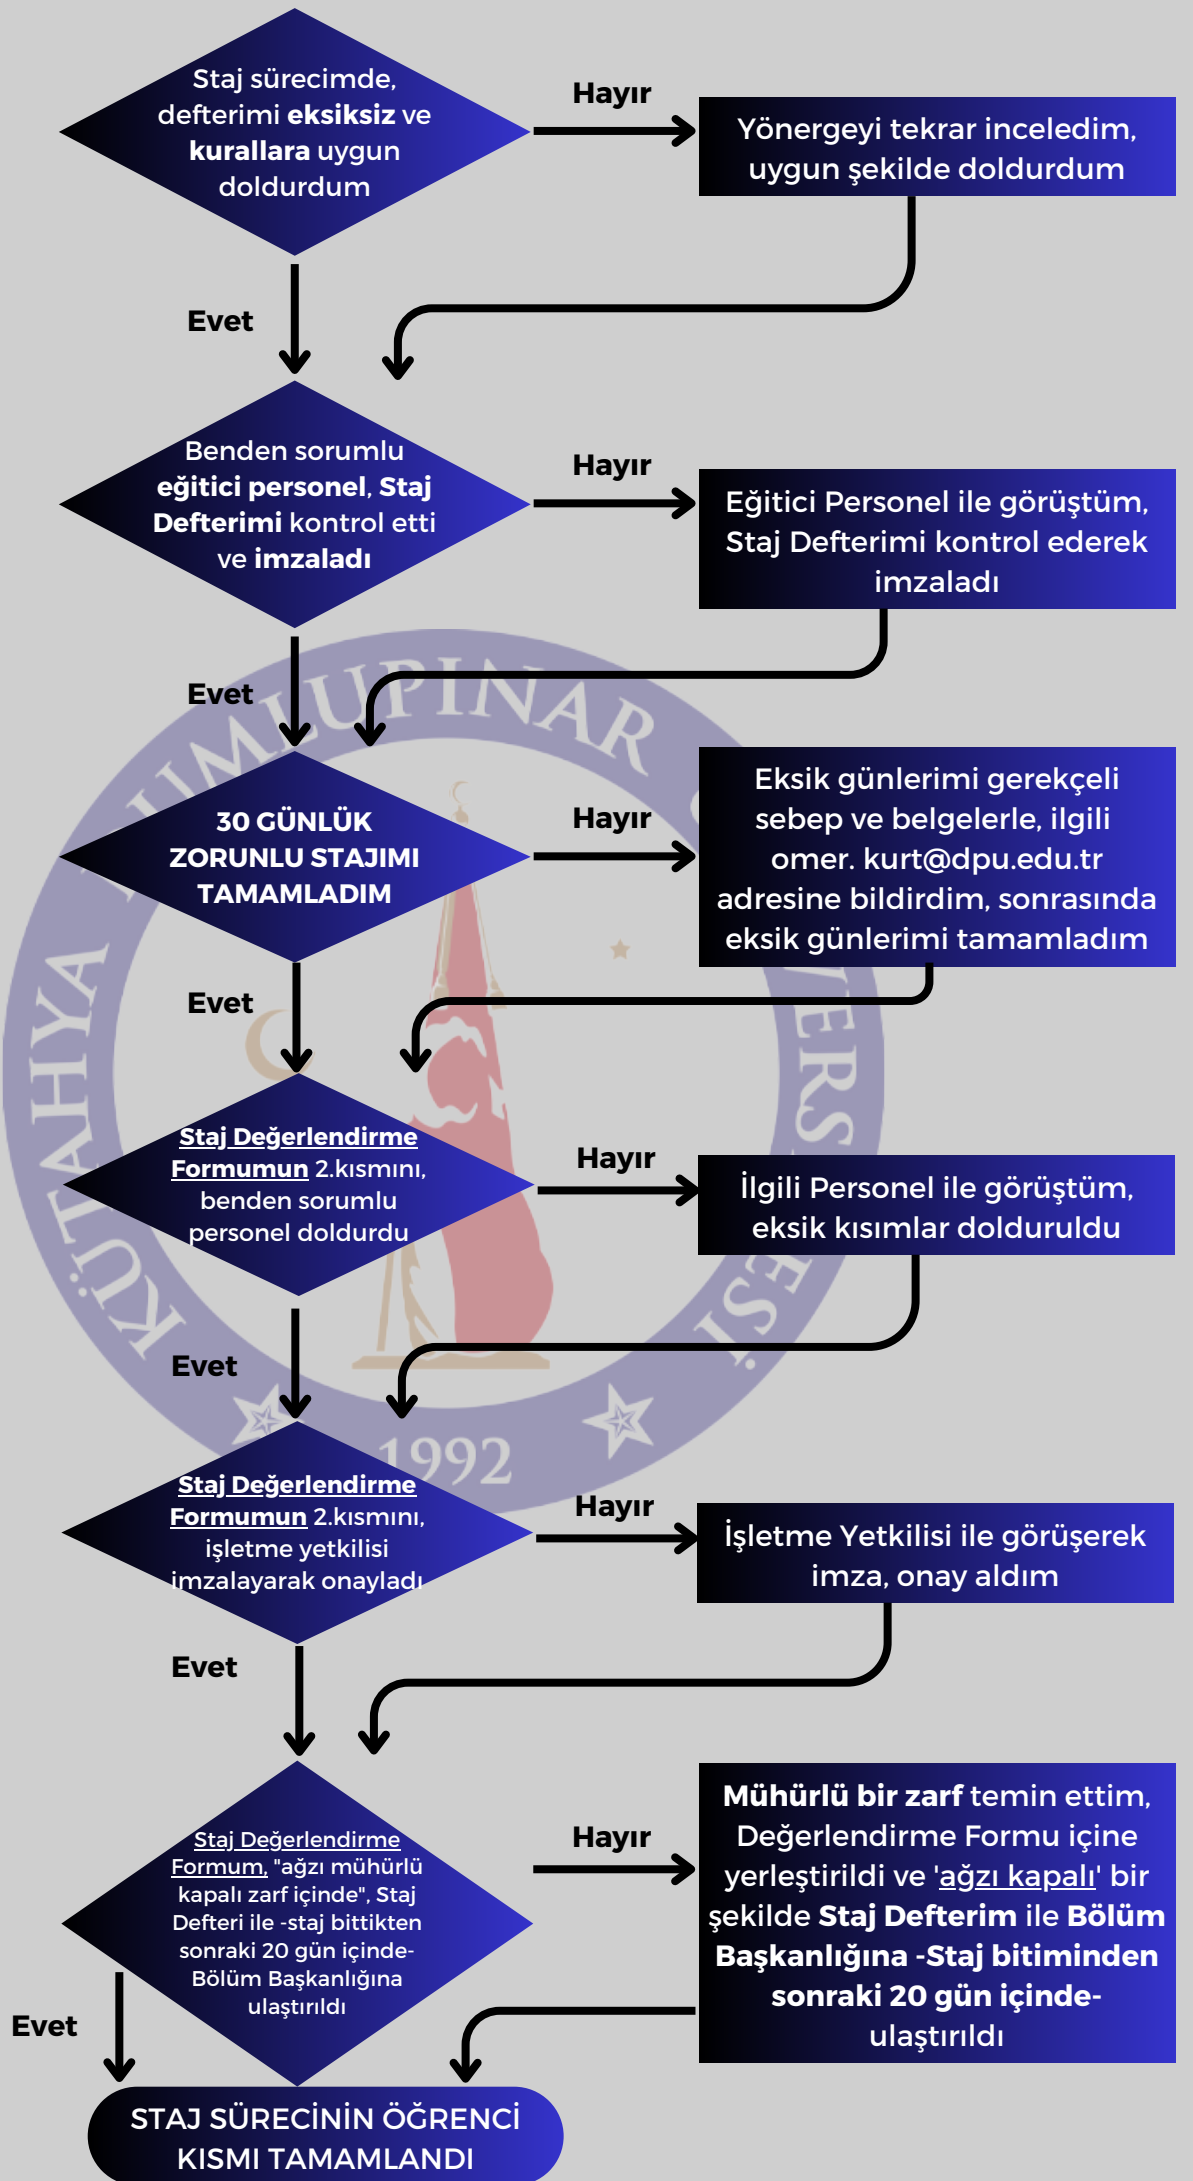 Staj sürecimde,
defterimi eksiksiz ve
kurallara uygun
doldurdum
Hayır
Yönergeyi tekrar inceledim,
uygun şekilde doldurdum
Evet
Benden sorumlu
eğitici personel, Staj
Defterimi kontrol etti
ve imzaladı
Hayır
Eğitici Personel ile görüştüm,
Staj Defterimi kontrol ederek
imzaladı
Evet
30 GÜNLÜK
ZORUNLU STAJIMI
TAMAMLADIM
Hayır
Eksik günlerimi gerekçeli
sebep ve belgelerle, ilgili
omer. kurt@dpu.edu.tr
adresine bildirdim, sonrasında
eksik günlerimi tamamladım
Evet
Staj Değerlendirme
Formumun 2.kısmını,
benden sorumlu
personel doldurdu
Hayır
İlgili Personel ile görüştüm,
eksik kısımlar dolduruldu
Evet
Staj Değerlendirme
Formumun 2.kısmını,
işletme yetkilisi
imzalayarak onayladı
Hayır
İşletme Yetkilisi ile görüşerek
imza, onay aldım
Evet
Staj Değerlendirme
Formum, "ağzı mühürlü
kapalı zarf içinde", Staj
Defteri ile -staj bittikten
sonraki 20 gün içinde-
Bölüm Başkanlığına
ulaştırıldı
Hayır
Mühürlü bir zarf temin ettim,
Değerlendirme Formu içine
yerleştirildi ve 'ağzı kapalı' bir
şekilde Staj Defterim ile Bölüm
Başkanlığına -Staj bitiminden
sonraki 20 gün içinde-
ulaştırıldı
Evet
STAJ SÜRECİNİN ÖĞRENCİ
KISMI TAMAMLANDI
KÜTAHYA
1992